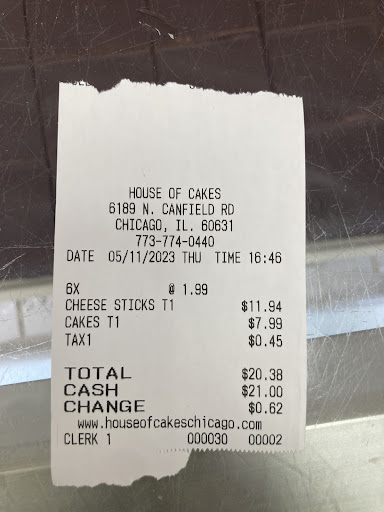 HOUSE OF CAKES
6189 N. CANFIELD RD
CHICAGO, IL. 60631
773-774-0440
DATE 05/11/2023 THU TIME 16:46
6X @ 1.99
CHEESE STICKS T1 $11.94
CAKES T1 $7.99
TAX1 $0.45
TOTAL $20.38
CASH $21.00
CHANGE $0.62
www.houseofcakeschicago.com
CLERK 1 000030 00002